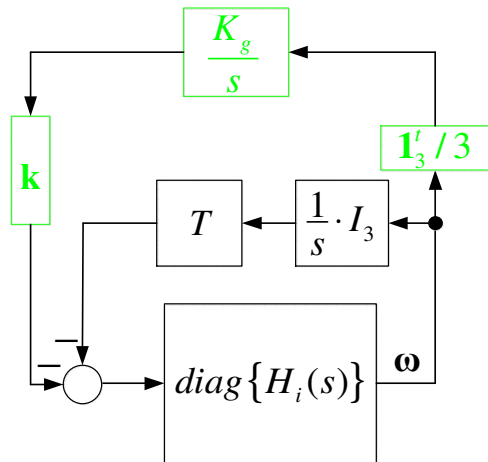 K_g
s
1_3^t / 3
k
T
1/s · I_3
−
−
ω
diag{H_i(s)}